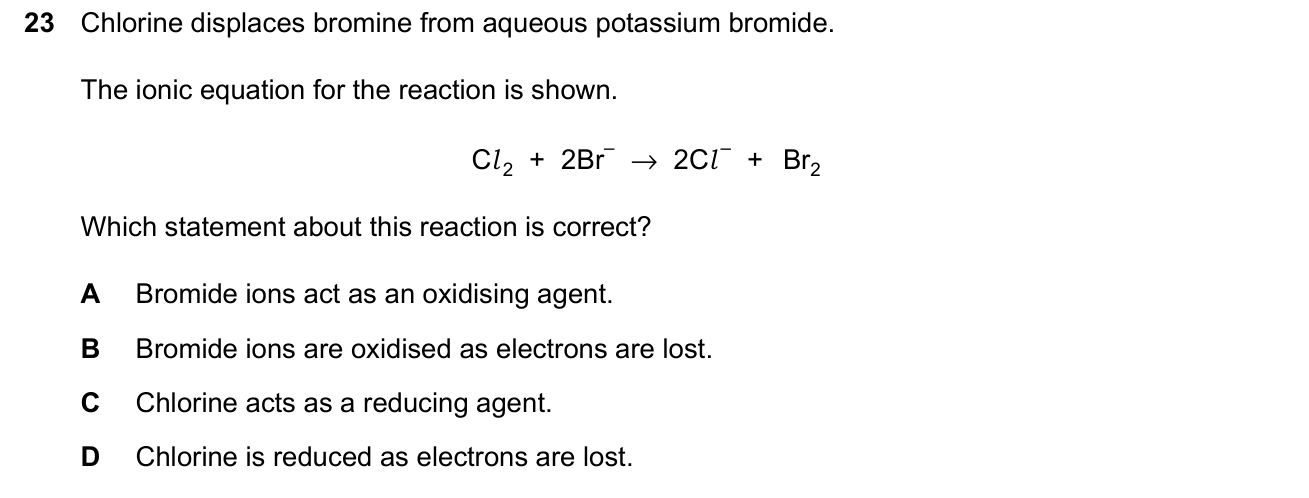 23 Chlorine displaces bromine from aqueous potassium bromide.
The ionic equation for the reaction is shown.
Cl₂ + 2Br⁻ → 2Cl⁻ + Br₂
Which statement about this reaction is correct?
A Bromide ions act as an oxidising agent.
B Bromide ions are oxidised as electrons are lost.
C Chlorine acts as a reducing agent.
D Chlorine is reduced as electrons are lost.